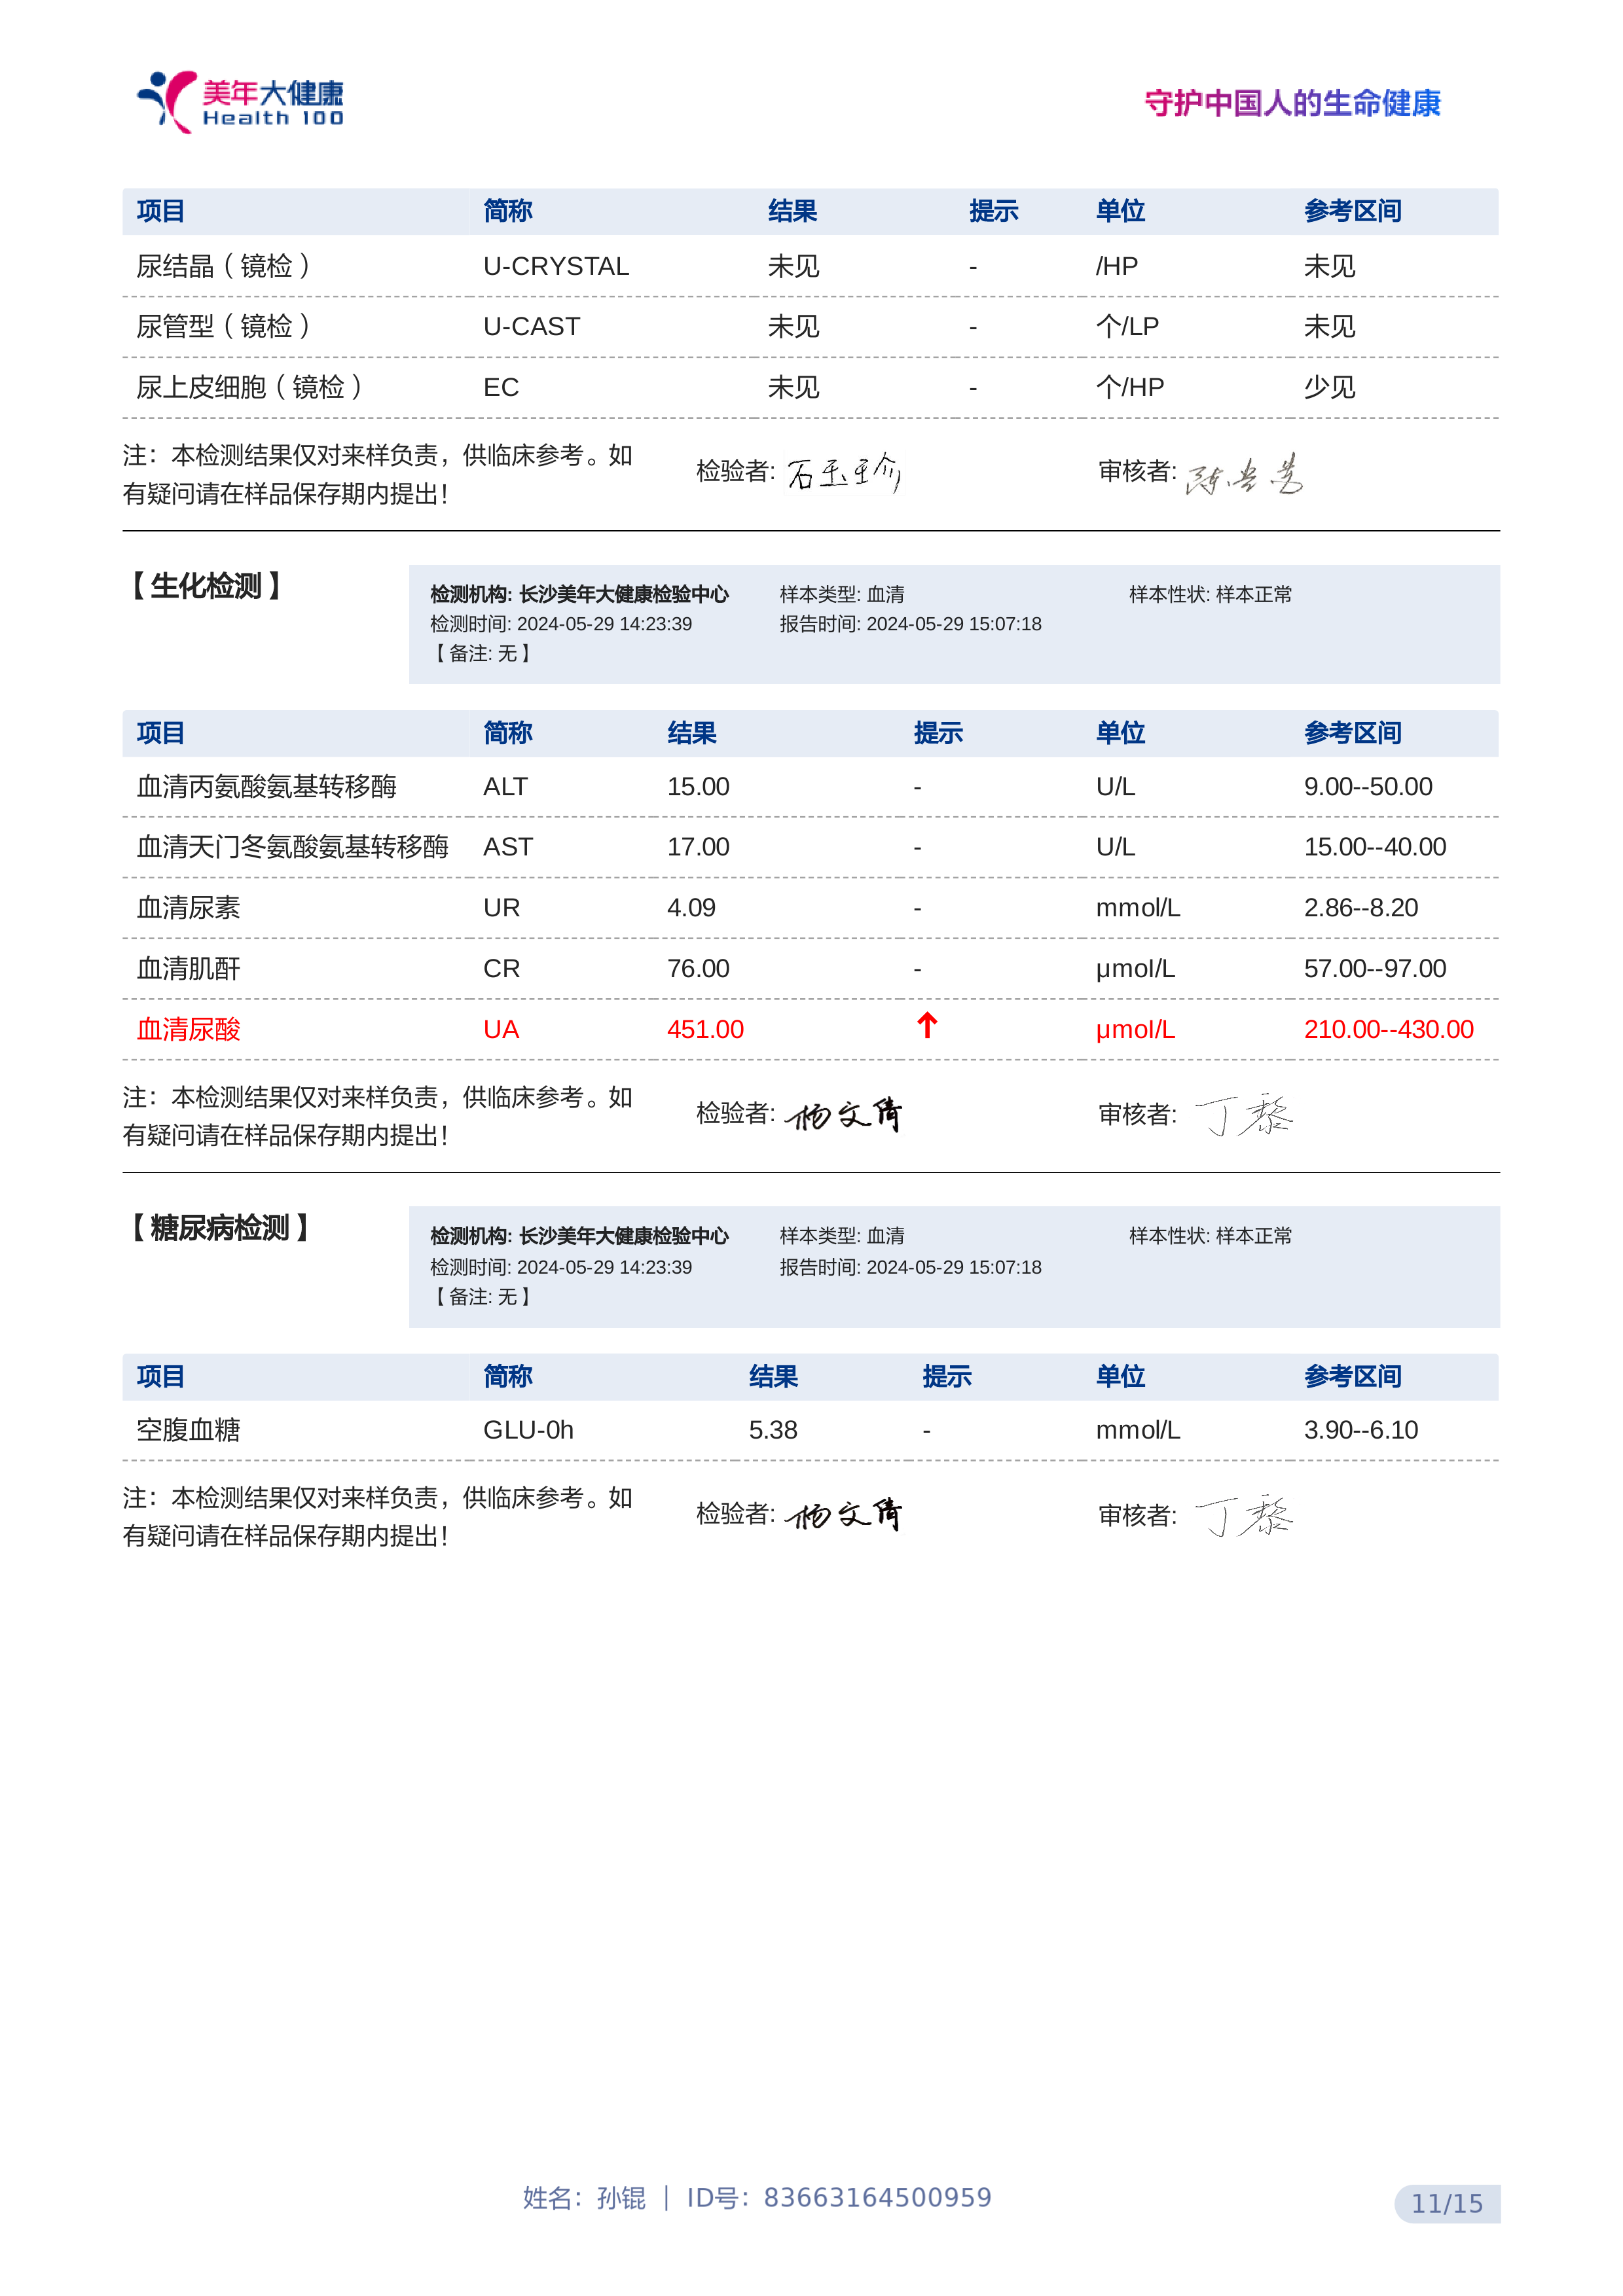 美年大健康
Health 100
守护中国人的生命健康
项目 简称 结果 提示 单位 参考区间
尿结晶（镜检） U-CRYSTAL 未见 - /HP 未见
尿管型（镜检） U-CAST 未见 - 个/LP 未见
尿上皮细胞（镜检） EC 未见 - 个/HP 少见
注：本检测结果仅对来样负责，供临床参考。如
有疑问请在样品保存期内提出！
检验者: 审核者:
【生化检测】
检测机构: 长沙美年大健康检验中心 样本类型: 血清 样本性状: 样本正常
检测时间: 2024-05-29 14:23:39 报告时间: 2024-05-29 15:07:18
【备注: 无】
项目 简称 结果 提示 单位 参考区间
血清丙氨酸氨基转移酶 ALT 15.00 - U/L 9.00--50.00
血清天门冬氨酸氨基转移酶 AST 17.00 - U/L 15.00--40.00
血清尿素 UR 4.09 - mmol/L 2.86--8.20
血清肌酐 CR 76.00 - μmol/L 57.00--97.00
血清尿酸 UA 451.00 ↑ μmol/L 210.00--430.00
注：本检测结果仅对来样负责，供临床参考。如
有疑问请在样品保存期内提出！
检验者: 杨文倩 审核者: 丁黎
【糖尿病检测】
检测机构: 长沙美年大健康检验中心 样本类型: 血清 样本性状: 样本正常
检测时间: 2024-05-29 14:23:39 报告时间: 2024-05-29 15:07:18
【备注: 无】
项目 简称 结果 提示 单位 参考区间
空腹血糖 GLU-0h 5.38 - mmol/L 3.90--6.10
注：本检测结果仅对来样负责，供临床参考。如
有疑问请在样品保存期内提出！
检验者: 杨文倩 审核者: 丁黎
姓名：孙锟 | ID号：83663164500959
11/15